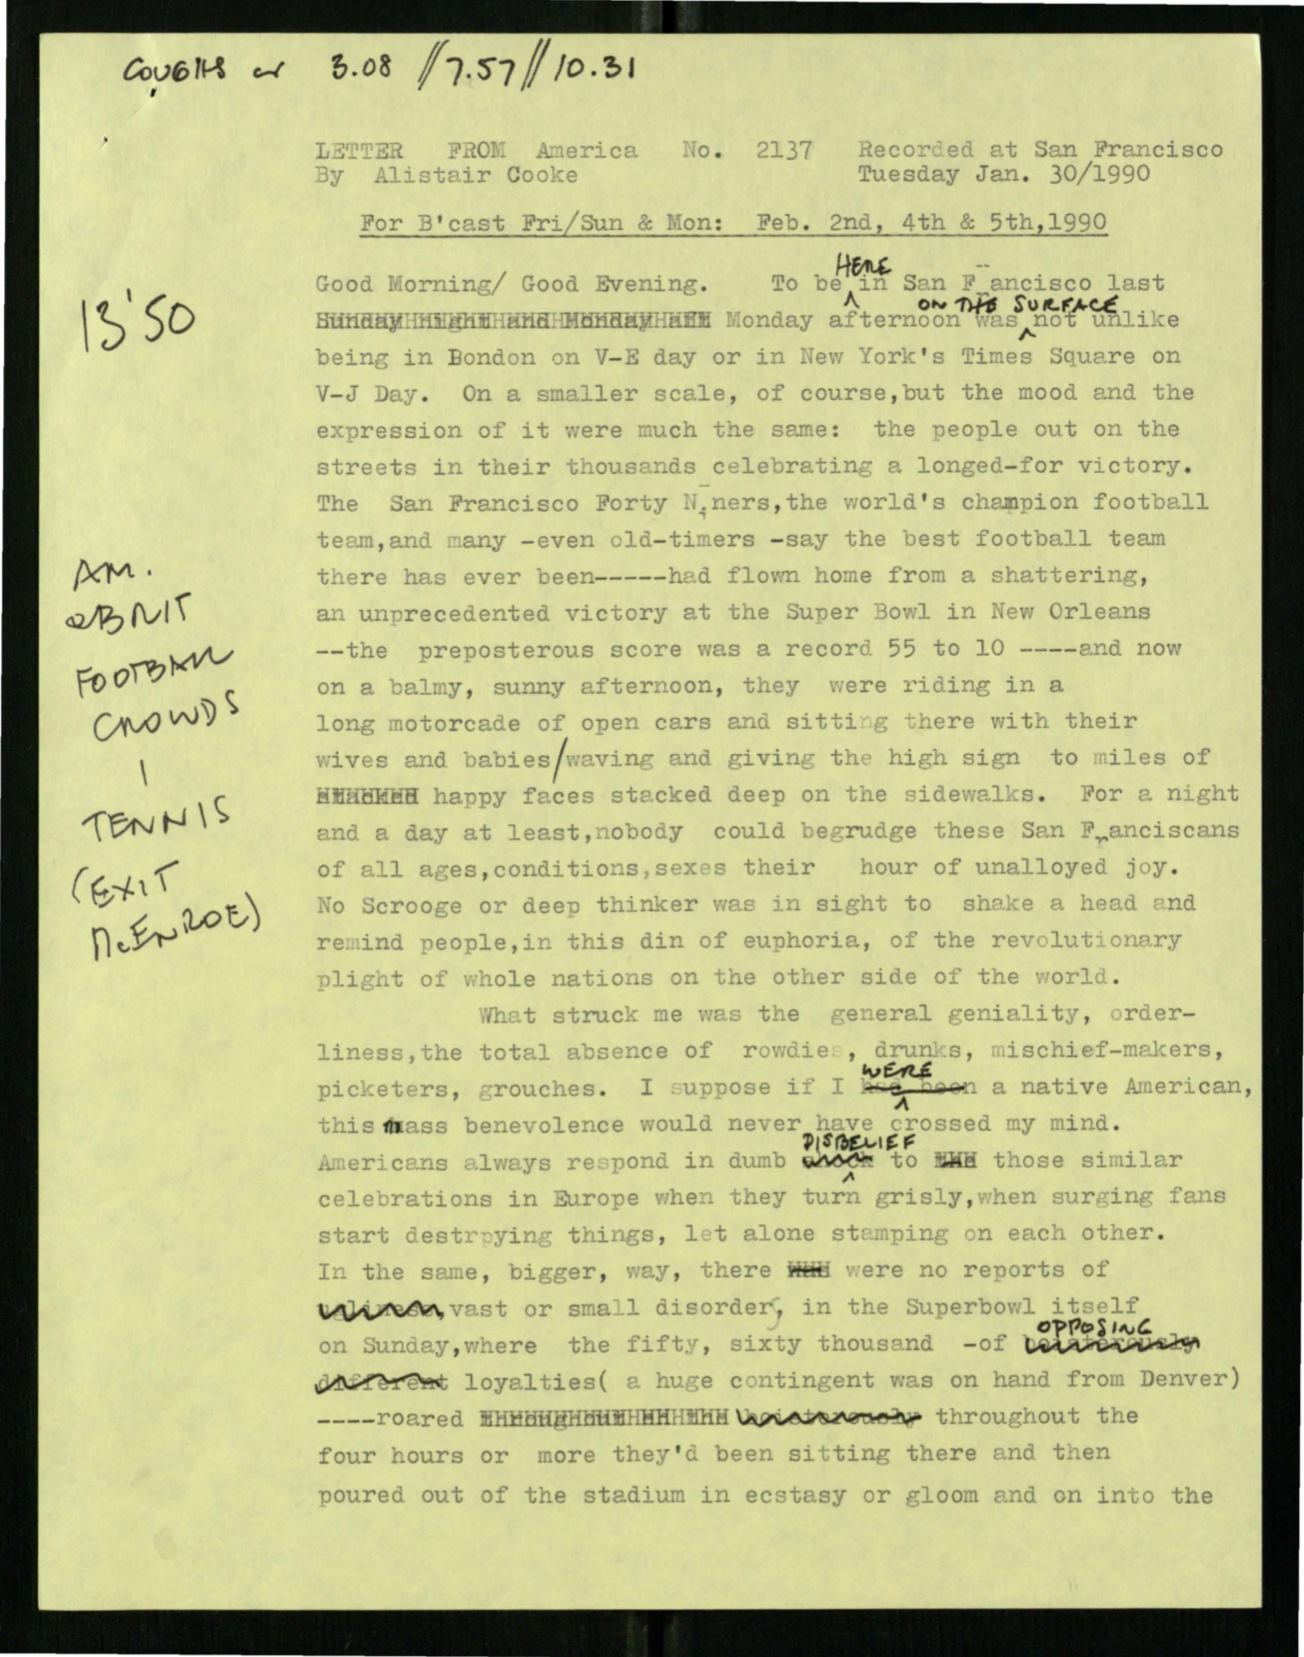 COUGHS at 3.08 // 7.57 // 10.31
LETTER FROM America No. 2137 Recorded at San Francisco
By Alistair Cooke Tuesday Jan. 30/1990
For B'cast Fri/Sun & Mon: Feb. 2nd, 4th & 5th,1990
13'50
HERE
Good Morning/ Good Evening. To be in San Francisco last
ON THE SURFACE
Sunday night and Monday aft Monday afternoon was not unlike
being in Bondon on V-E day or in New York's Times Square on
V-J Day. On a smaller scale, of course,but the mood and the
expression of it were much the same: the people out on the
streets in their thousands celebrating a longed-for victory.
The San Francisco Forty Niners,the world's champion football
team,and many -even old-timers -say the best football team
there has ever been-----had flown home from a shattering,
an unprecedented victory at the Super Bowl in New Orleans
--the preposterous score was a record 55 to 10 ----and now
on a balmy, sunny afternoon, they were riding in a
long motorcade of open cars and sitting there with their
wives and babies/waving and giving the high sign to miles of
stacked happy faces stacked deep on the sidewalks. For a night
and a day at least,nobody could begrudge these San Franciscans
of all ages,conditions,sexes their hour of unalloyed joy.
No Scrooge or deep thinker was in sight to shake a head and
remind people,in this din of euphoria, of the revolutionary
plight of whole nations on the other side of the world.
AM.
& BRIT
FOOTBALL
CROWDS
|
TENNIS
(EXIT
McENROE)
What struck me was the general geniality, order-
liness,the total absence of rowdies, drunks, mischief-makers,
WERE
picketers, grouches. I suppose if I had been a native American,
this mass benevolence would never have crossed my mind.
DISBELIEF
Americans always respond in dumb shock to those similar
celebrations in Europe when they turn grisly,when surging fans
start destrpying things, let alone stamping on each other.
In the same, bigger, way, there were no reports of
vast or small disorder, in the Superbowl itself
OPPOSING
on Sunday,where the fifty, sixty thousand -of boisterously
different loyalties( a huge contingent was on hand from Denver)
----roared throughout the boisterously throughout the
four hours or more they'd been sitting there and then
poured out of the stadium in ecstasy or gloom and on into the